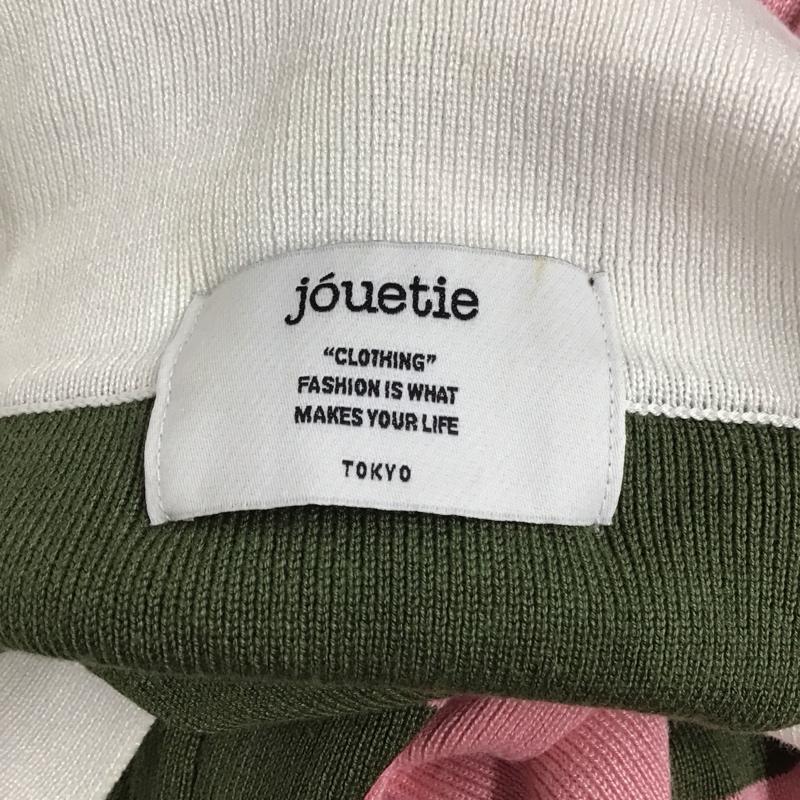 jóuetie
“CLOTHING”
FASHION IS WHAT
MAKES YOUR LIFE
TOKYO